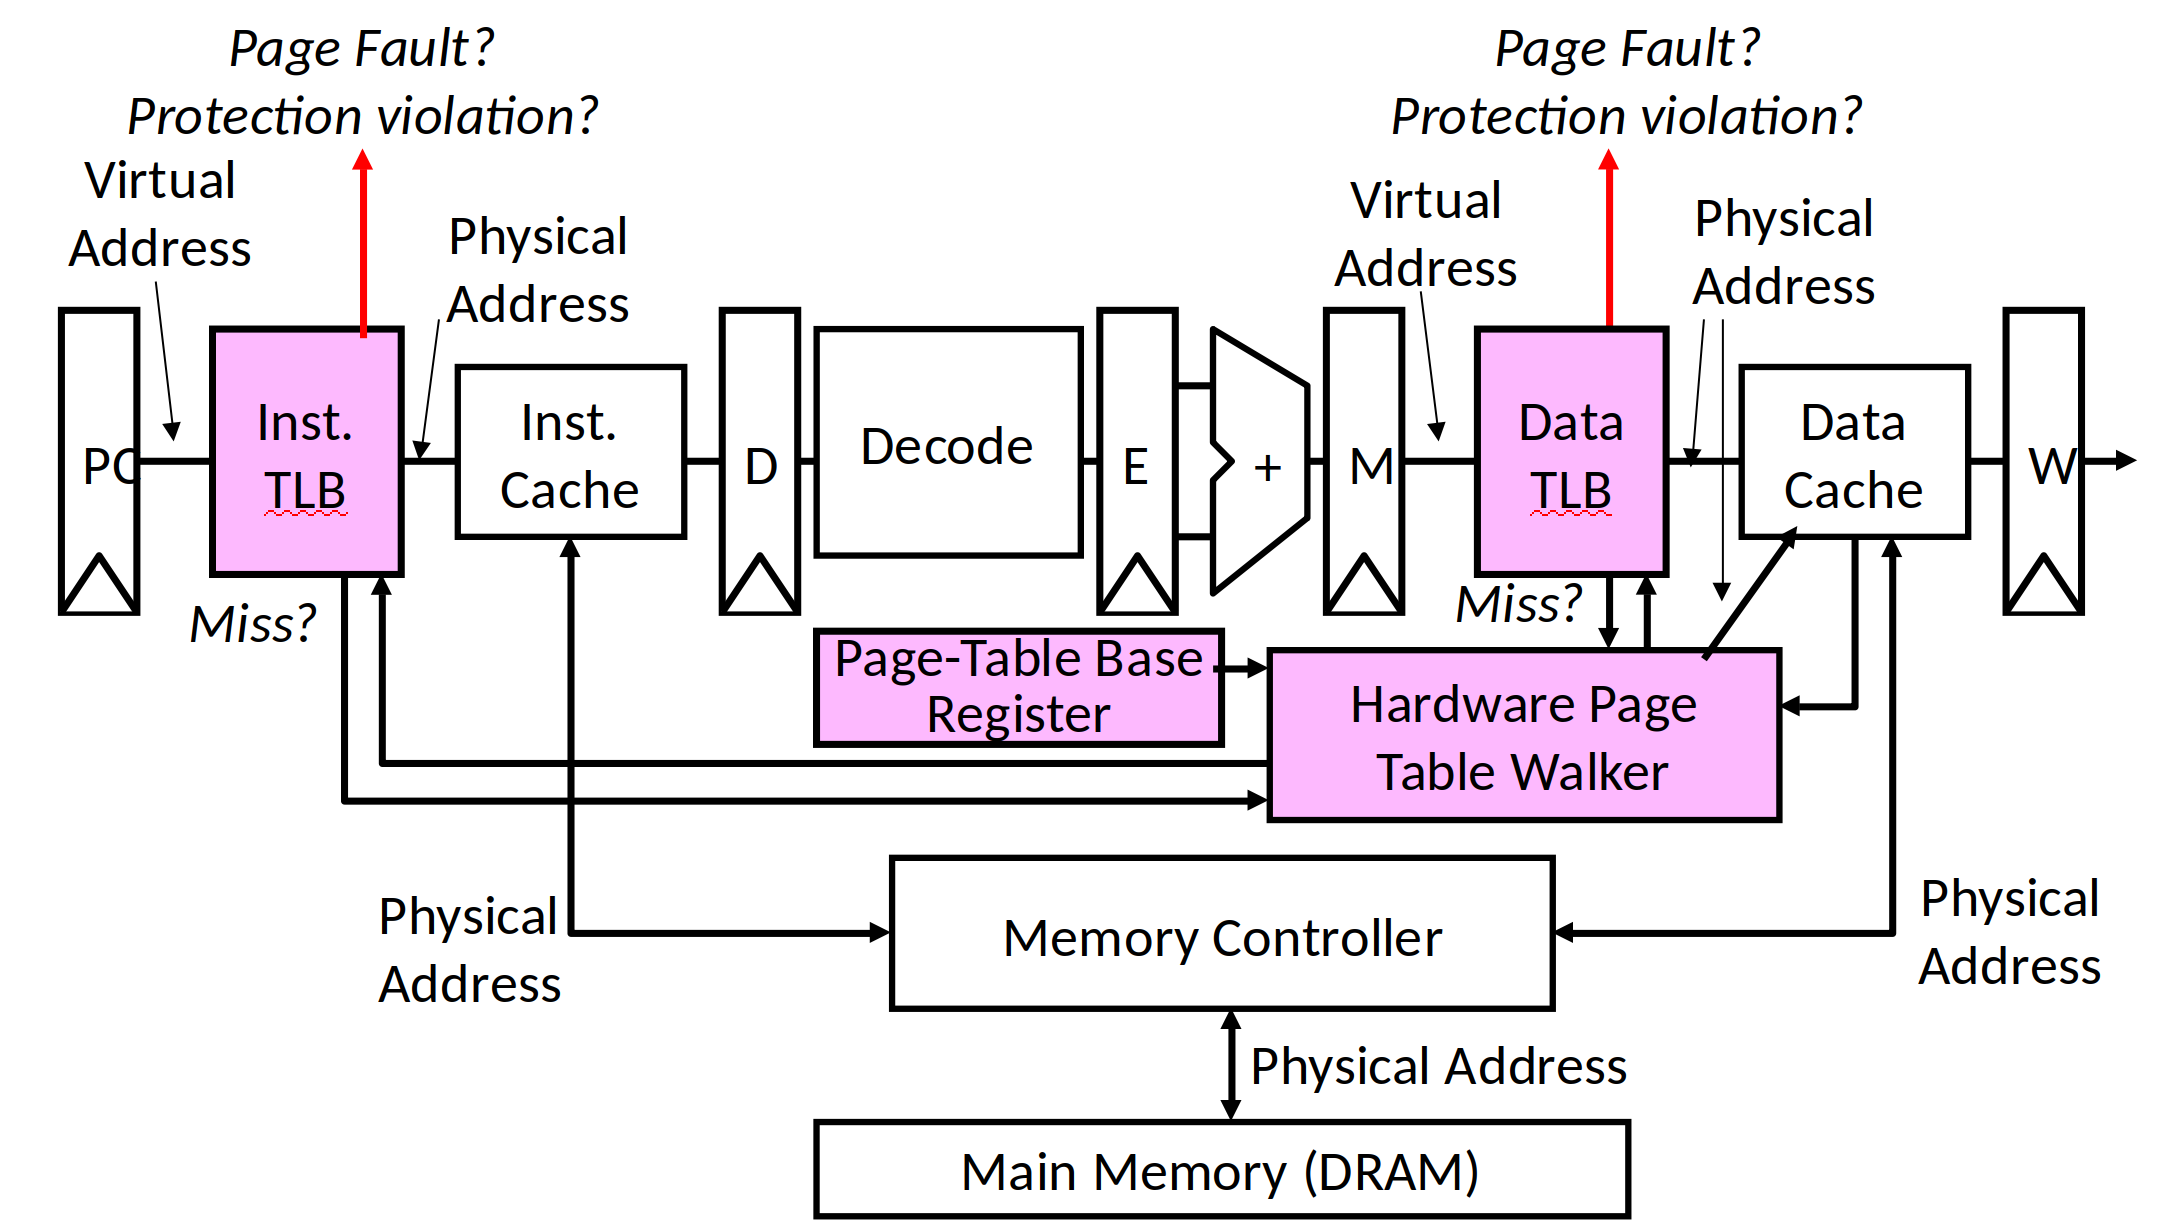 Page Fault?
Protection violation?
Page Fault?
Protection violation?
Virtual
Address
Physical
Address
Virtual
Address
Physical
Address
PC
Inst.
TLB
Inst.
Cache
D
Decode
E
+
M
Data
TLB
Data
Cache
W
Miss?
Miss?
Page-Table Base
Register
Hardware Page
Table Walker
Physical
Address
Memory Controller
Physical
Address
Physical Address
Main Memory (DRAM)